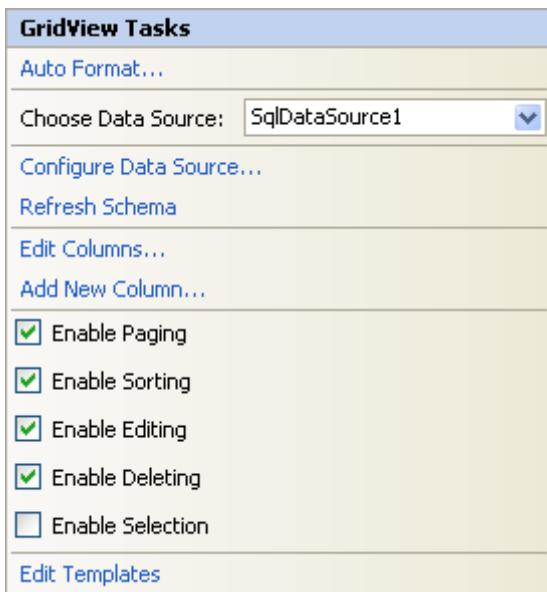 GridView Tasks
Auto Format...
Choose Data Source: SqlDataSource1
Configure Data Source...
Refresh Schema
Edit Columns...
Add New Column...
Enable Paging
Enable Sorting
Enable Editing
Enable Deleting
Enable Selection
Edit Templates